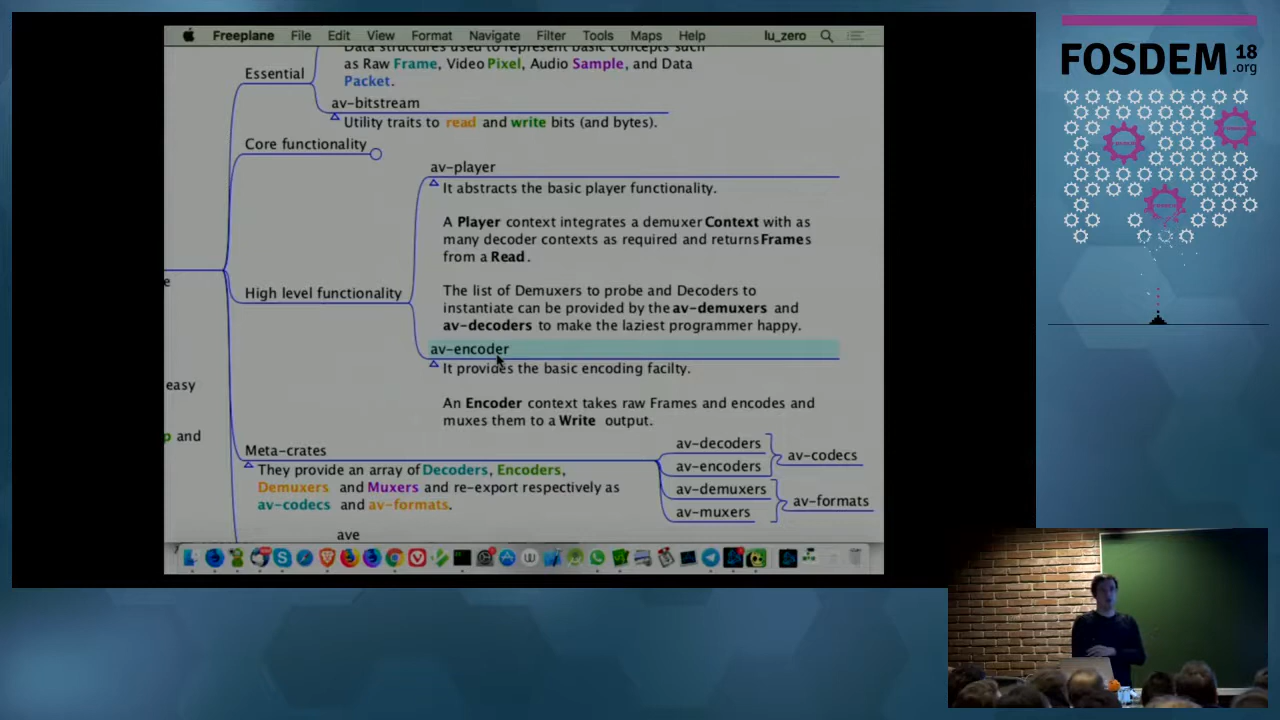 Freeplane File Edit View Format Navigate Filter Tools Maps Help lu_zero
Data structures used to represent basic concepts such
as Raw Frame, Video Pixel, Audio Sample, and Data
Packet.
Essential
av-bitstream
Utility traits to read and write bits (and bytes).
Core functionality
av-player
It abstracts the basic player functionality.
A Player context integrates a demuxer Context with as
many decoder contexts as required and returns Frames
from a Read.
The list of Demuxers to probe and Decoders to
instantiate can be provided by the av-demuxers and
av-decoders to make the laziest programmer happy.
High level functionality
av-encoder
It provides the basic encoding facilty.
An Encoder context takes raw Frames and encodes and
muxes them to a Write output.
e
easy
p and
Meta-crates
They provide an array of Decoders, Encoders,
Demuxers and Muxers and re-export respectively as
av-codecs and av-formats.
av-decoders
av-encoders
av-codecs
av-demuxers
av-muxers
av-formats
ave
FOSDEM 18
.org